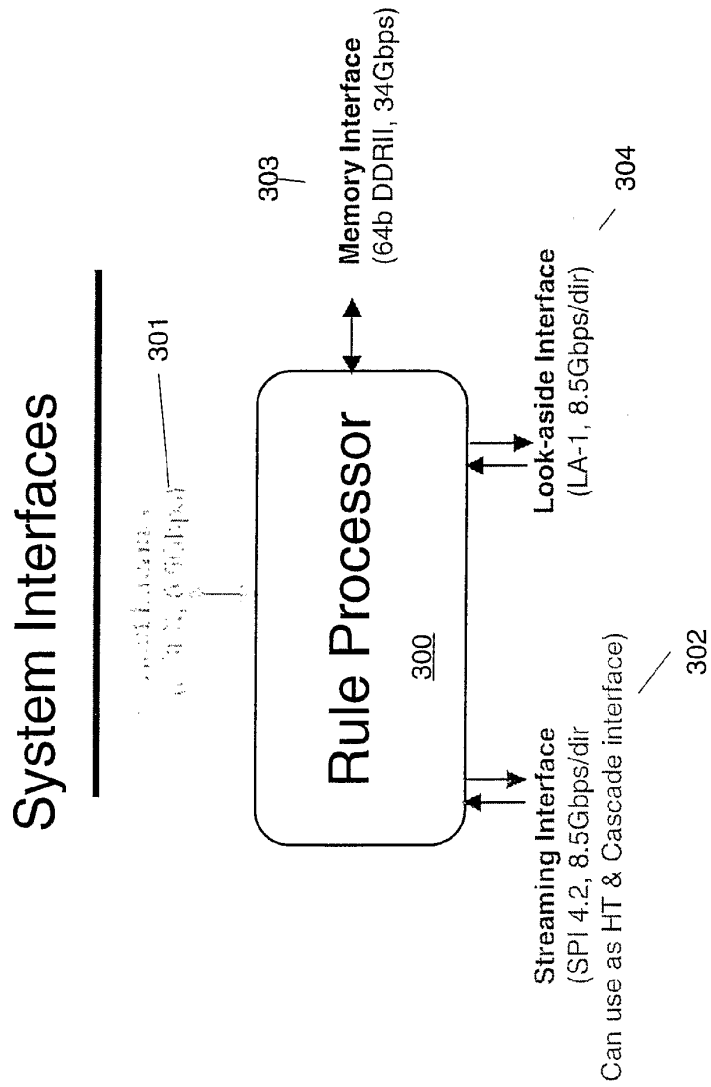 System Interfaces
301
303
Memory Interface
(64b DDRII, 34Gbps)
Rule Processor
300
Streaming Interface
(SPI 4.2, 8.5Gbps/dir
Can use as HT & Cascade interface)
302
Look-aside Interface
(LA-1, 8.5Gbps/dir)
304